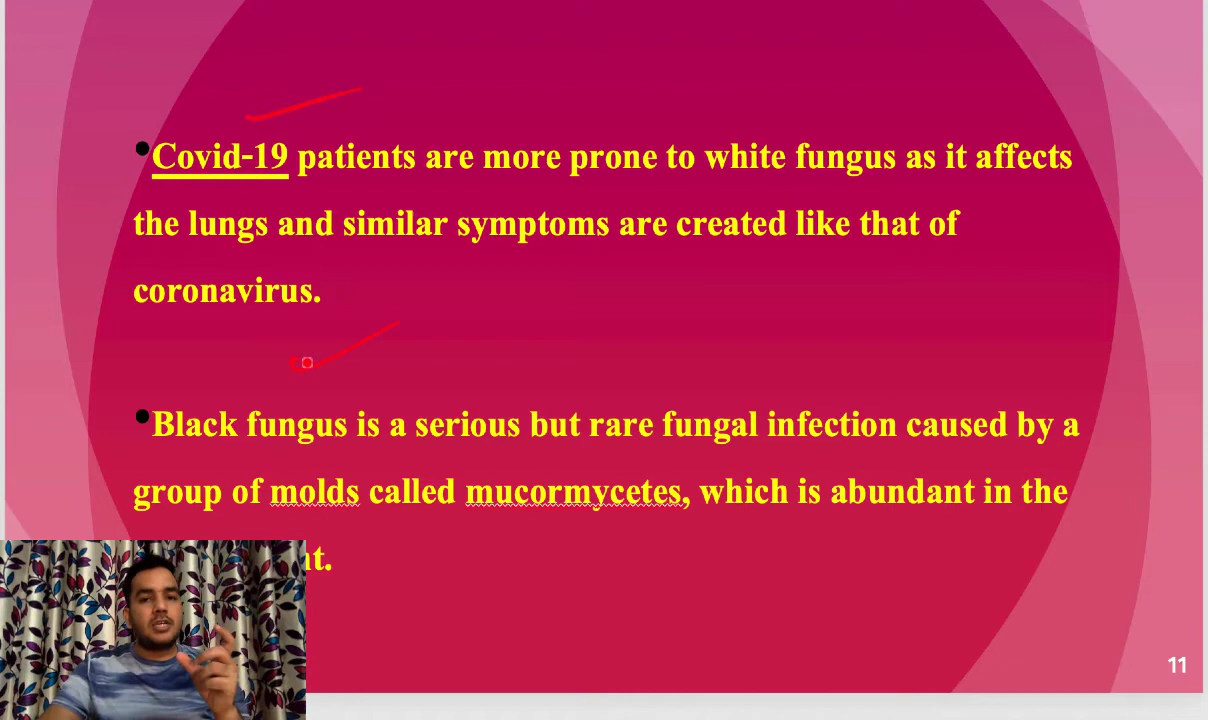 •Covid-19 patients are more prone to white fungus as it affects
the lungs and similar symptoms are created like that of
coronavirus.
•Black fungus is a serious but rare fungal infection caused by a
group of molds called mucormycetes, which is abundant in the
nt.
11